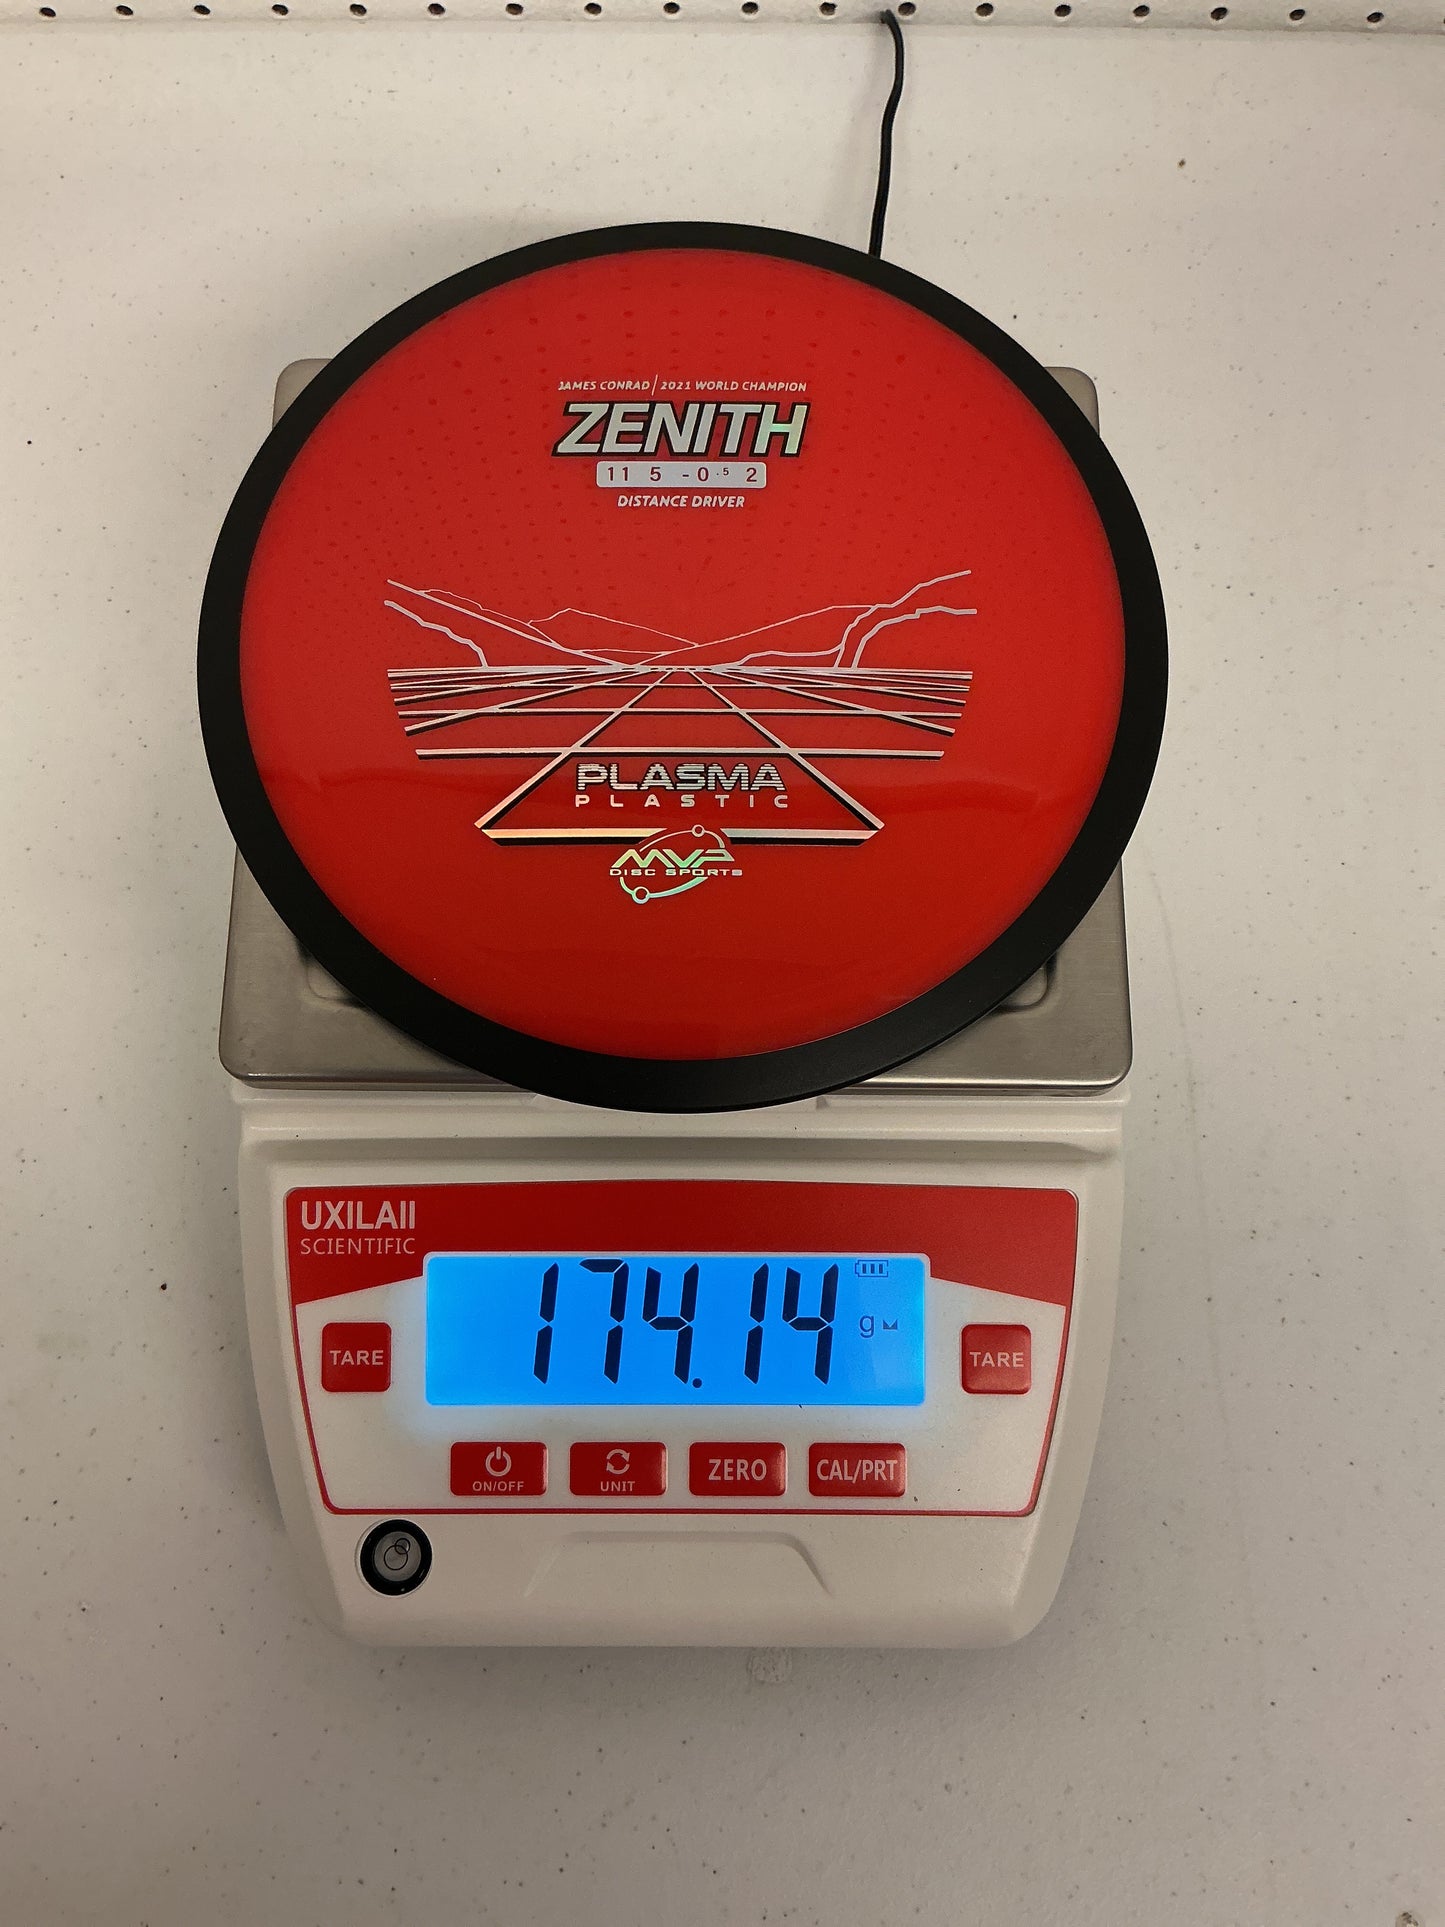 JAMES CONRAD | 2021 WORLD CHAMPION
ZENITH
11 5 -0.5 2
DISTANCE DRIVER
PLASMA
PLASTIC
MVP
DISC SPORTS
UXILAII
SCIENTIFIC
174.14 g
TARE
TARE
ON/OFF
UNIT
ZERO
CAL/PRT